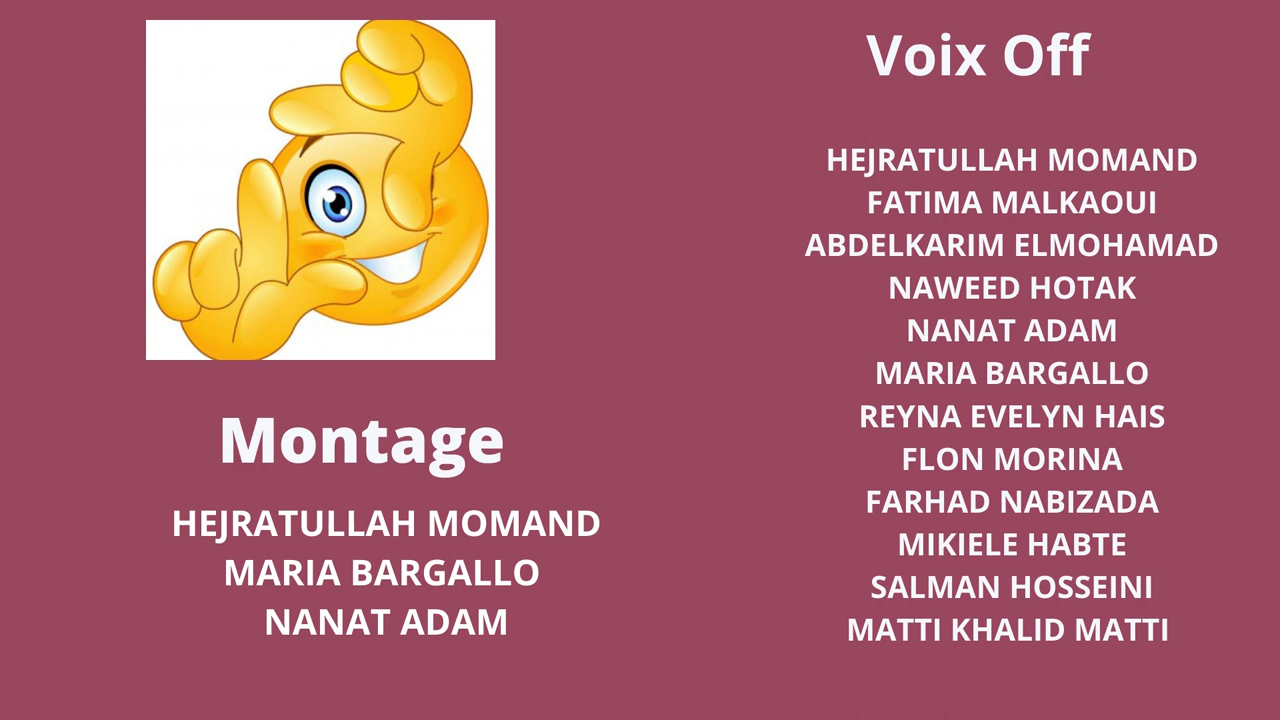 Montage
HEJRATULLAH MOMAND
MARIA BARGALLO
NANAT ADAM
Voix Off
HEJRATULLAH MOMAND
FATIMA MALKAOUI
ABDELKARIM ELMOHAMAD
NAWEED HOTAK
NANAT ADAM
MARIA BARGALLO
REYNA EVELYN HAIS
FLON MORINA
FARHAD NABIZADA
MIKIELE HABTE
SALMAN HOSSEINI
MATTI KHALID MATTI